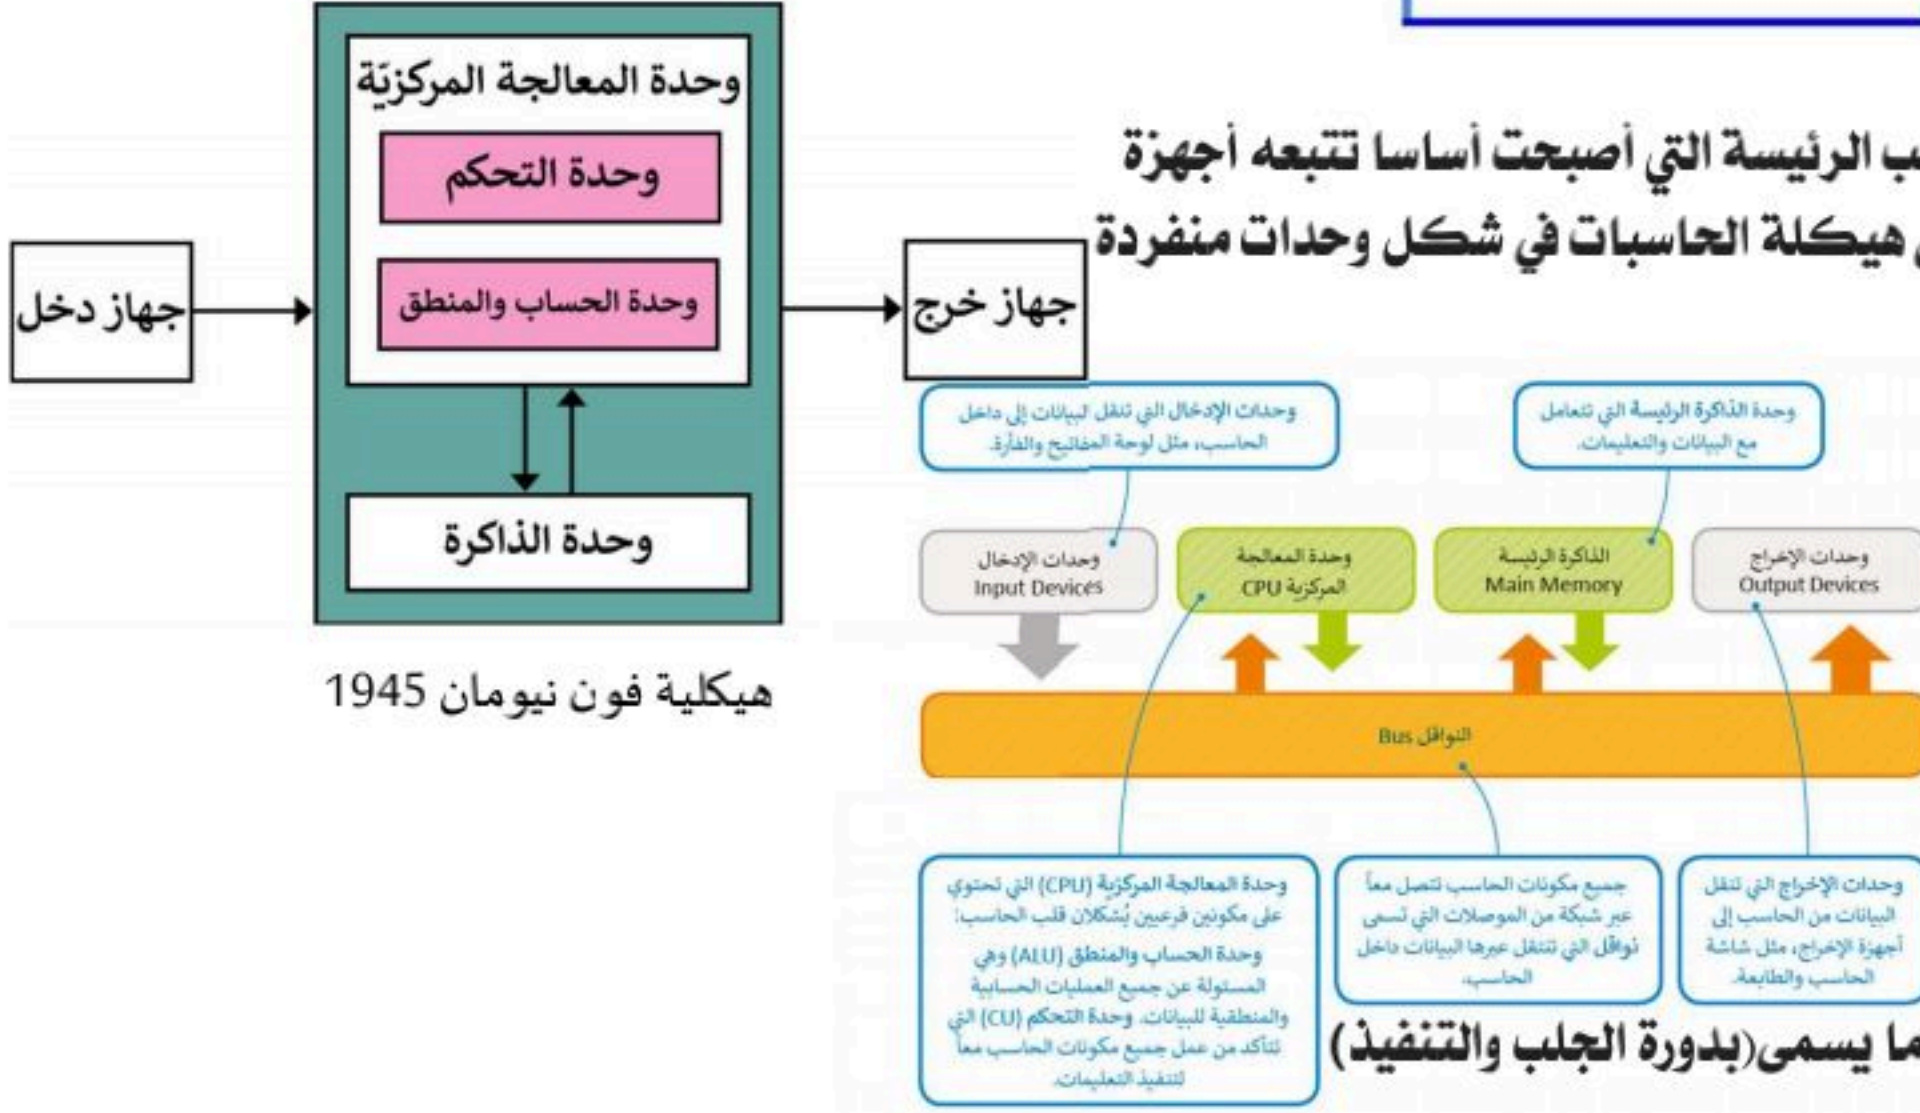 وحدة المعالجة المركزيّة
وحدة التحكم
وحدة الحساب والمنطق
جهاز دخل
جهاز خرج
وحدة الذاكرة
هيكلية فون نيومان 1945
الرئيسة التي أصبحت أساسا تتبعه أجهزة
هيكلة الحاسبات في شكل وحدات منفردة
وحدات الإدخال التي تنقل البيانات إلى داخل
الحاسب، مثل لوحة المفاتيح والفأرة.
وحدة الذاكرة الرئيسة التي تتعامل
مع البيانات والتعليمات.
وحدات الإدخال
Input Devices
وحدة المعالجة
المركزية CPU
الذاكرة الرئيسة
Main Memory
وحدات الإخراج
Output Devices
النواقل Bus
وحدة المعالجة المركزية (CPU) التي تحتوي
على مكونين فرعيين يُشكلان قلب الحاسب:
وحدة الحساب والمنطق (ALU) وهي
المسئولة عن جميع العمليات الحسابية
والمنطقية للبيانات. وحدة التحكم (CU) التي
تتأكد من عمل جميع مكونات الحاسب معاً
لتنفيذ التعليمات.
جميع مكونات الحاسب تتصل معاً
عبر شبكة من الموصلات التي تسمى
نواقل التي تنتقل عبرها البيانات داخل
الحاسب.
وحدات الإخراج التي تنقل
البيانات من الحاسب إلى
أجهزة الإخراج، مثل شاشة
الحاسب والطابعة.
ما يسمى(بدورة الجلب والتنفيذ)